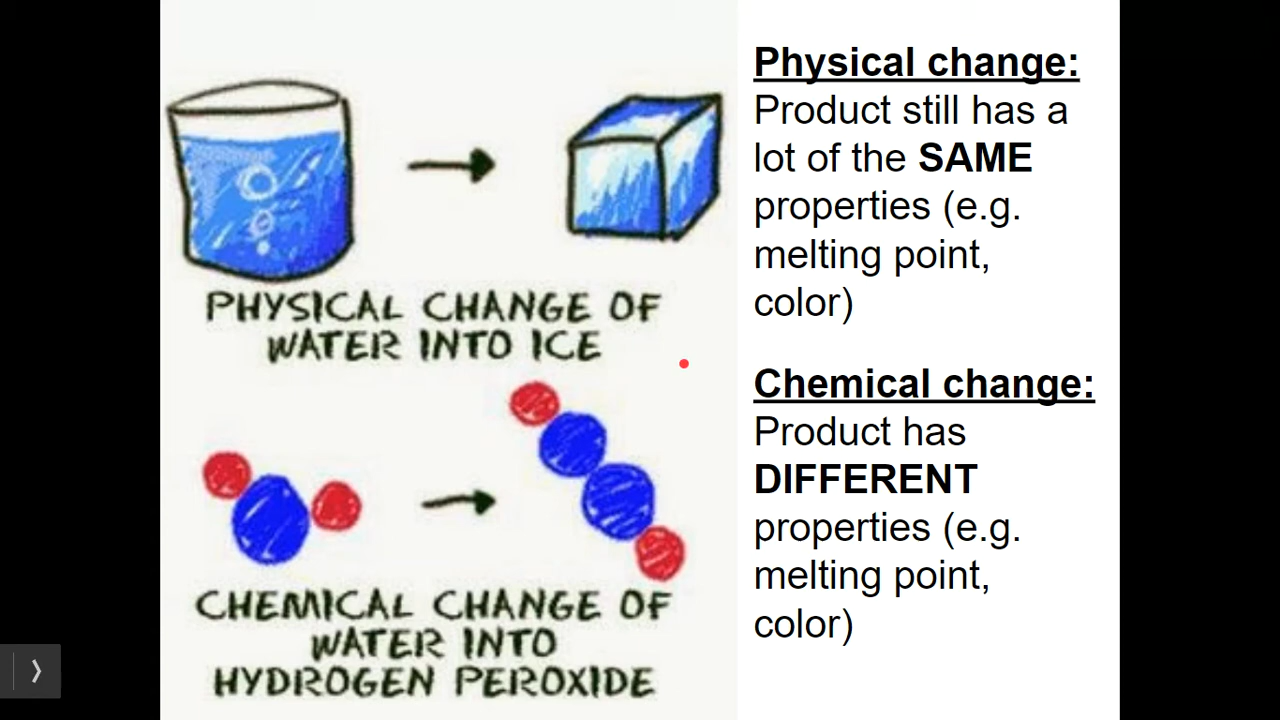 PHYSICAL CHANGE OF
WATER INTO ICE
CHEMICAL CHANGE OF
WATER INTO
HYDROGEN PEROXIDE
Physical change:
Product still has a
lot of the SAME
properties (e.g.
melting point,
color)
Chemical change:
Product has
DIFFERENT
properties (e.g.
melting point,
color)